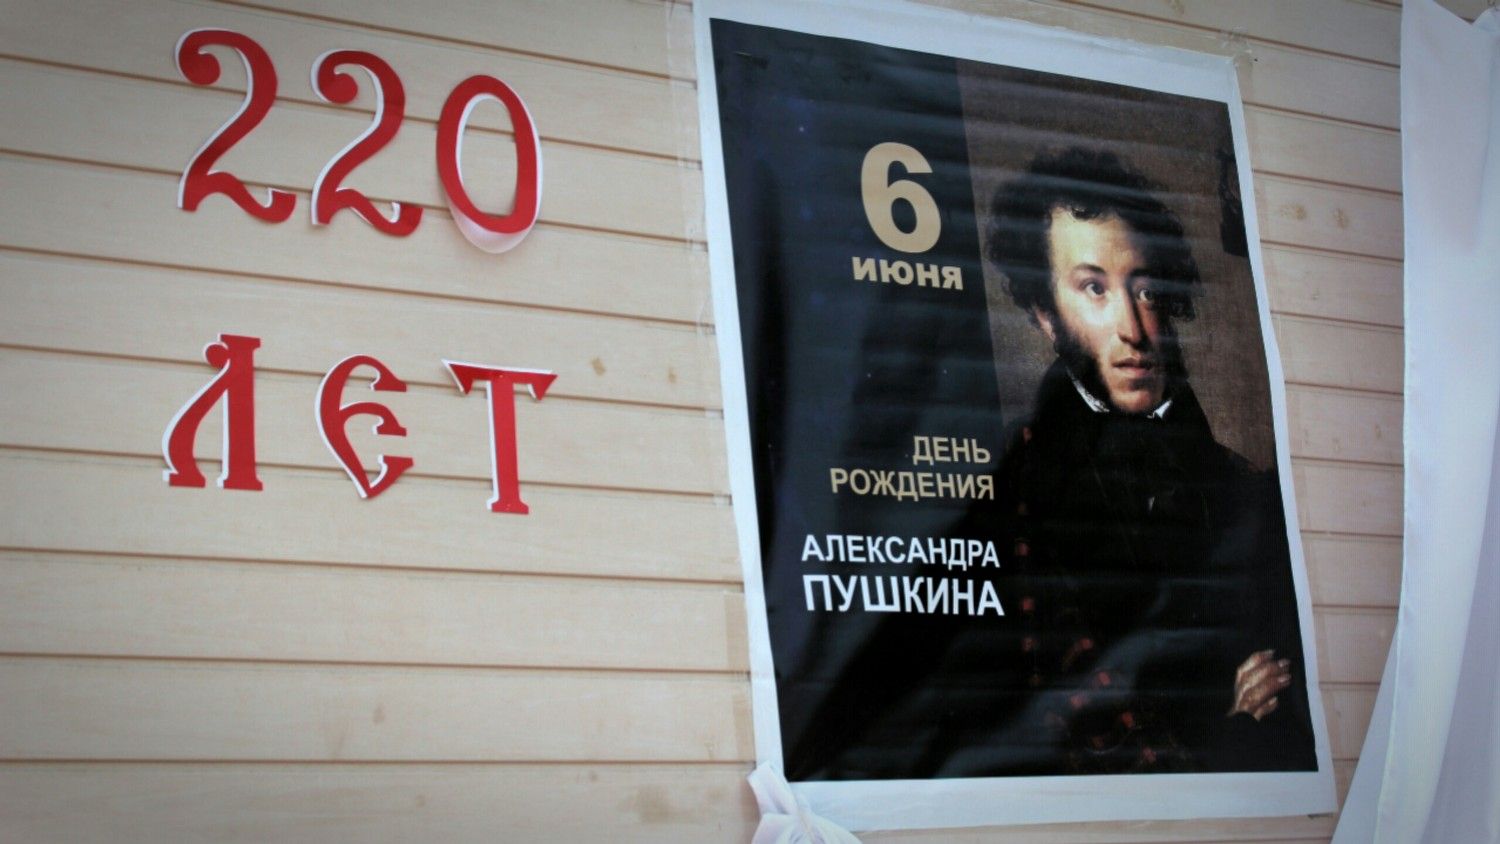 220
лет
6
июня
ДЕНЬ
РОЖДЕНИЯ
АЛЕКСАНДРА
ПУШКИНА